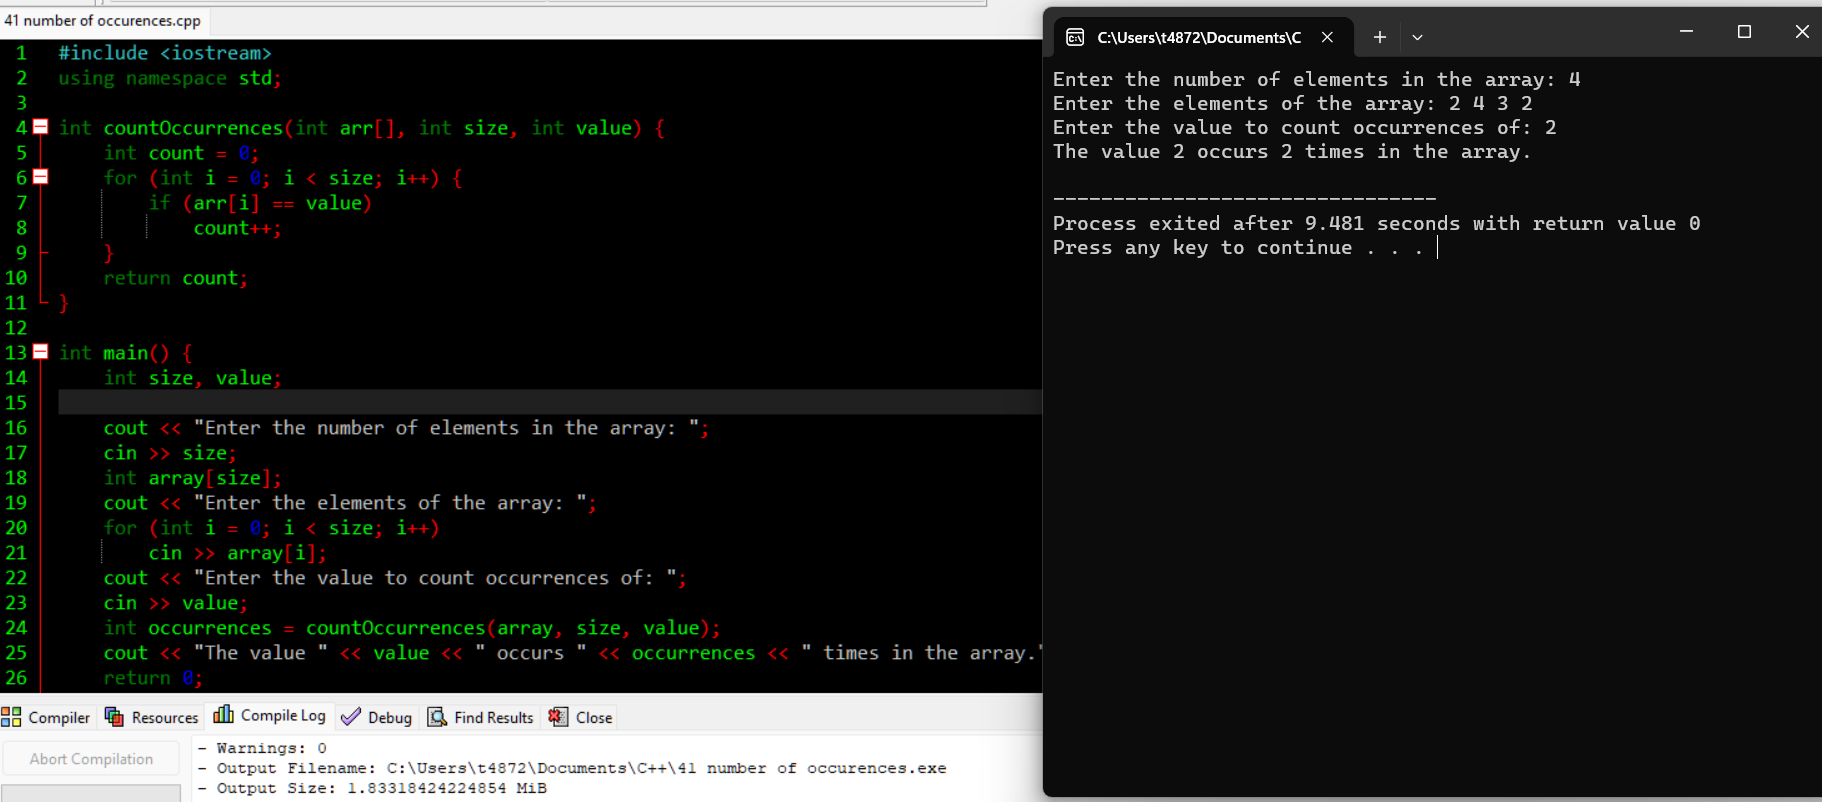 41 number of occurences.cpp
1 #include <iostream>
2 using namespace std;
3
4 int countOccurrences(int arr[], int size, int value) {
5 int count = 0;
6 for (int i = 0; i < size; i++) {
7 if (arr[i] == value)
8 count++;
9 }
10 return count;
11 }
12
13 int main() {
14 int size, value;
15
16 cout << "Enter the number of elements in the array: ";
17 cin >> size;
18 int array[size];
19 cout << "Enter the elements of the array: ";
20 for (int i = 0; i < size; i++)
21 cin >> array[i];
22 cout << "Enter the value to count occurrences of: ";
23 cin >> value;
24 int occurrences = countOccurrences(array, size, value);
25 cout << "The value " << value << " occurs " << occurrences << " times in the array."
26 return 0;
Compiler Resources Compile Log Debug Find Results Close
Abort Compilation
- Warnings: 0
- Output Filename: C:\Users\t4872\Documents\C++\41 number of occurences.exe
- Output Size: 1.83318424224854 MiB
C:\Users\t4872\Documents\C
Enter the number of elements in the array: 4
Enter the elements of the array: 2 4 3 2
Enter the value to count occurrences of: 2
The value 2 occurs 2 times in the array.
--------------------------------
Process exited after 9.481 seconds with return value 0
Press any key to continue . . .